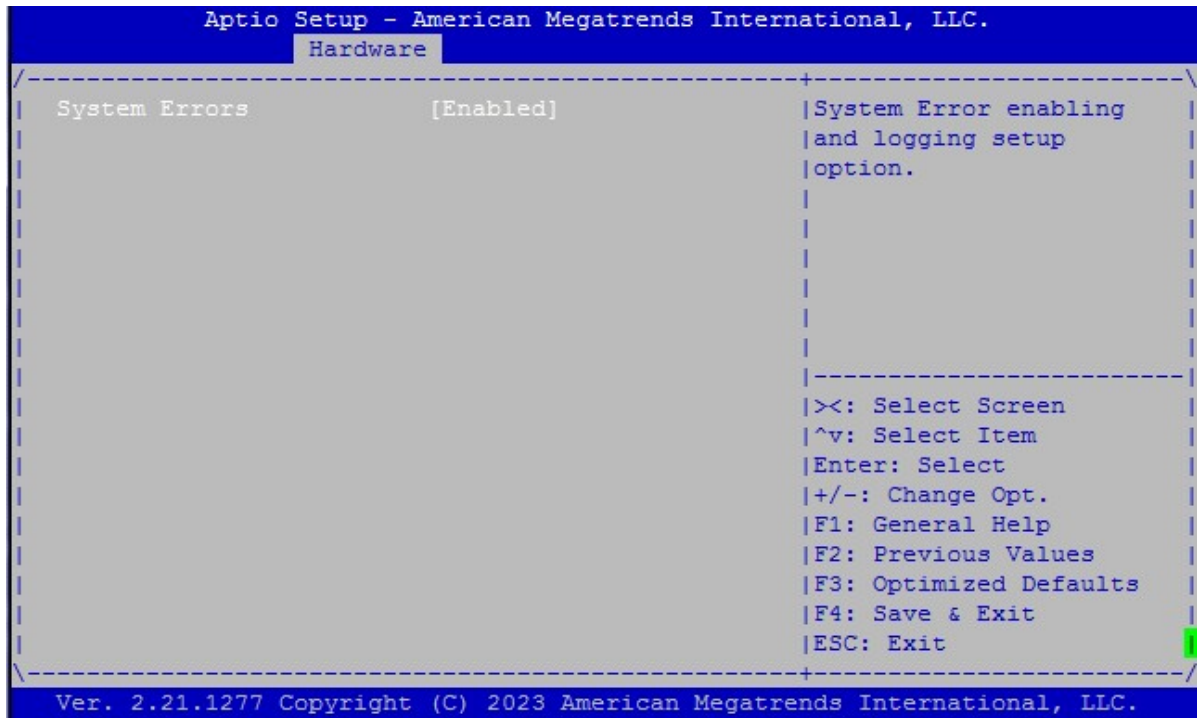 Aptio Setup - American Megatrends International, LLC.
Hardware
/----------------------------------------------------+-------------------------\
System Errors [Enabled] |System Error enabling
|and logging setup
|option.
|-------------------------|
|><: Select Screen
|^v: Select Item
|Enter: Select
|+/-: Change Opt.
|F1: General Help
|F2: Previous Values
|F3: Optimized Defaults
|F4: Save & Exit
|ESC: Exit
\----------------------------------------------------+-------------------------/
Ver. 2.21.1277 Copyright (C) 2023 American Megatrends International, LLC.